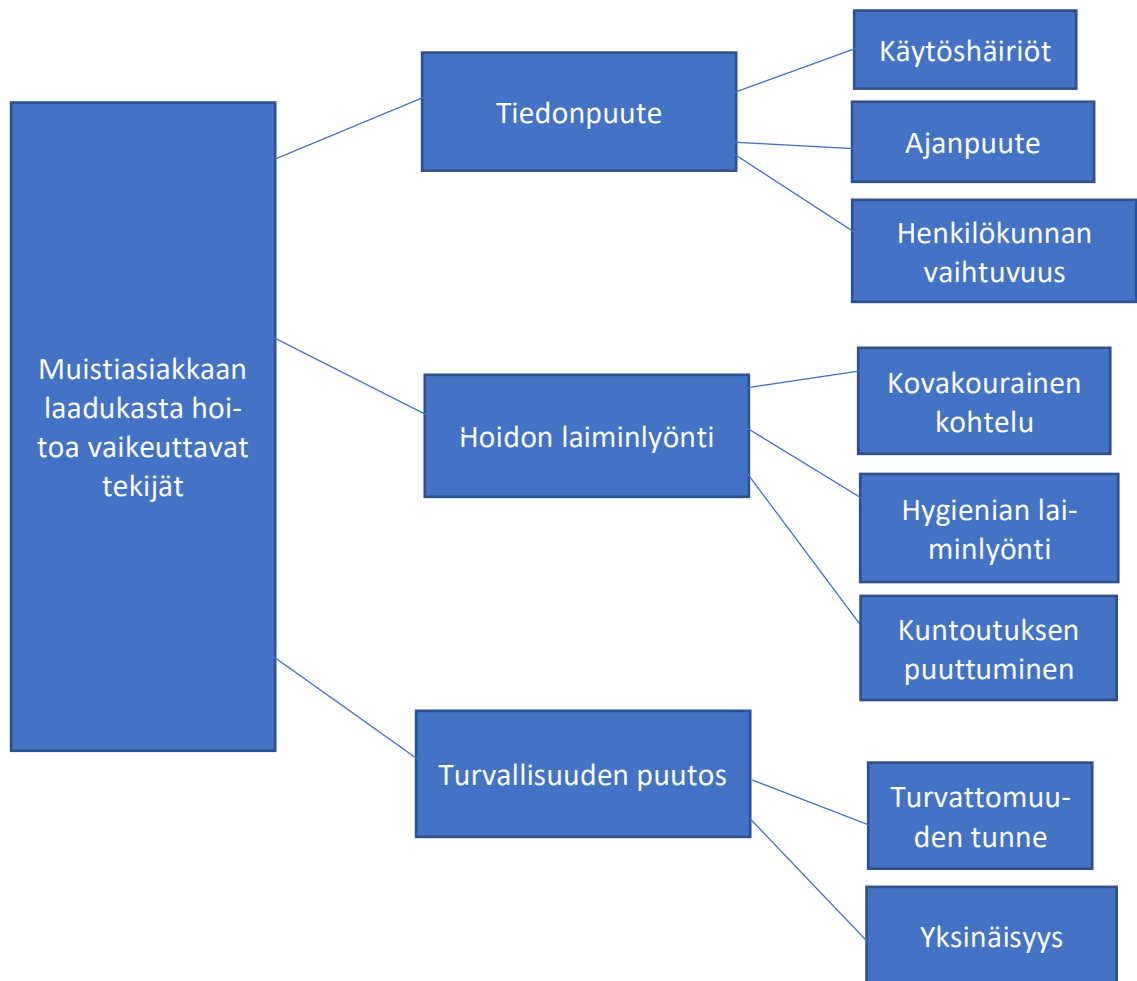 Muistiasiakkaan
laadukasta hoi-
toa vaikeuttavat
tekijät
Tiedonpuute
Käytöshäiriöt
Ajanpuute
Henkilökunnan
vaihtuvuus
Hoidon laiminlyönti
Kovakourainen
kohtelu
Hygienian lai-
minlyönti
Kuntoutuksen
puuttuminen
Turvallisuuden puutos
Turvattomuu-
den tunne
Yksinäisyys